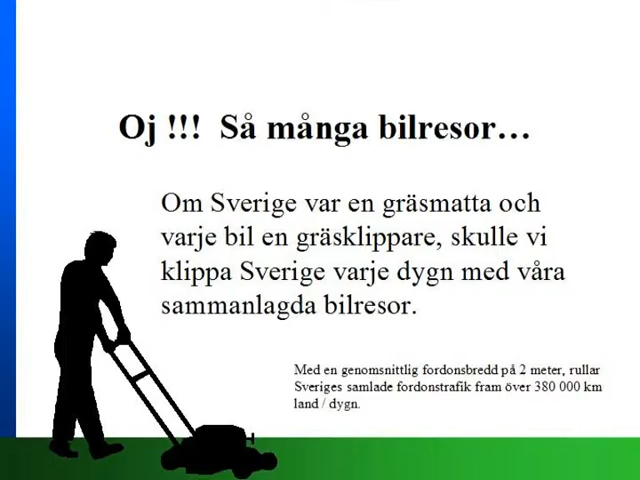 Oj !!! Så många bilresor…
Om Sverige var en gräsmatta och
varje bil en gräsklippare, skulle vi
klippa Sverige varje dygn med våra
sammanlagda bilresor.
Med en genomsnittlig fordonsbredd på 2 meter, rullar
Sveriges samlade fordonstrafik fram över 380 000 km
land / dygn.